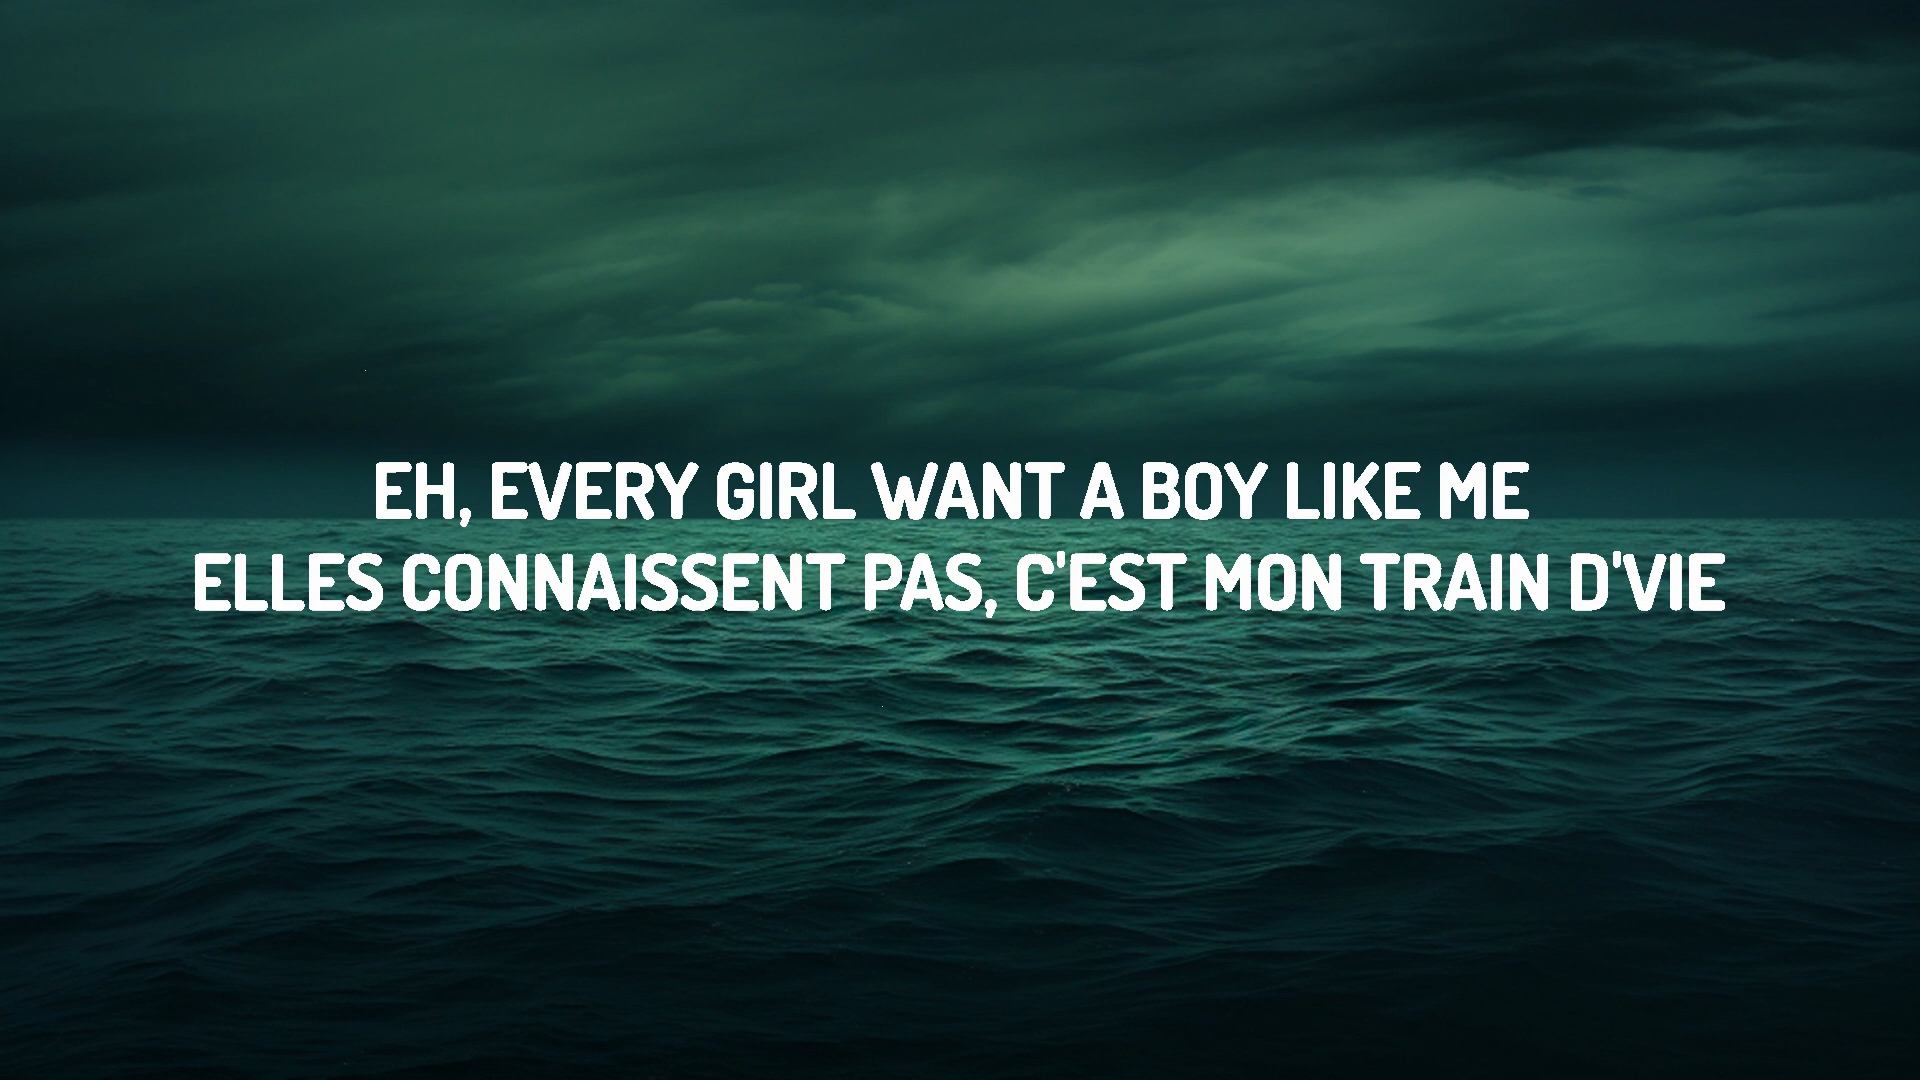 EH, EVERY GIRL WANT A BOY LIKE ME
ELLES CONNAISSENT PAS, C'EST MON TRAIN D'VIE